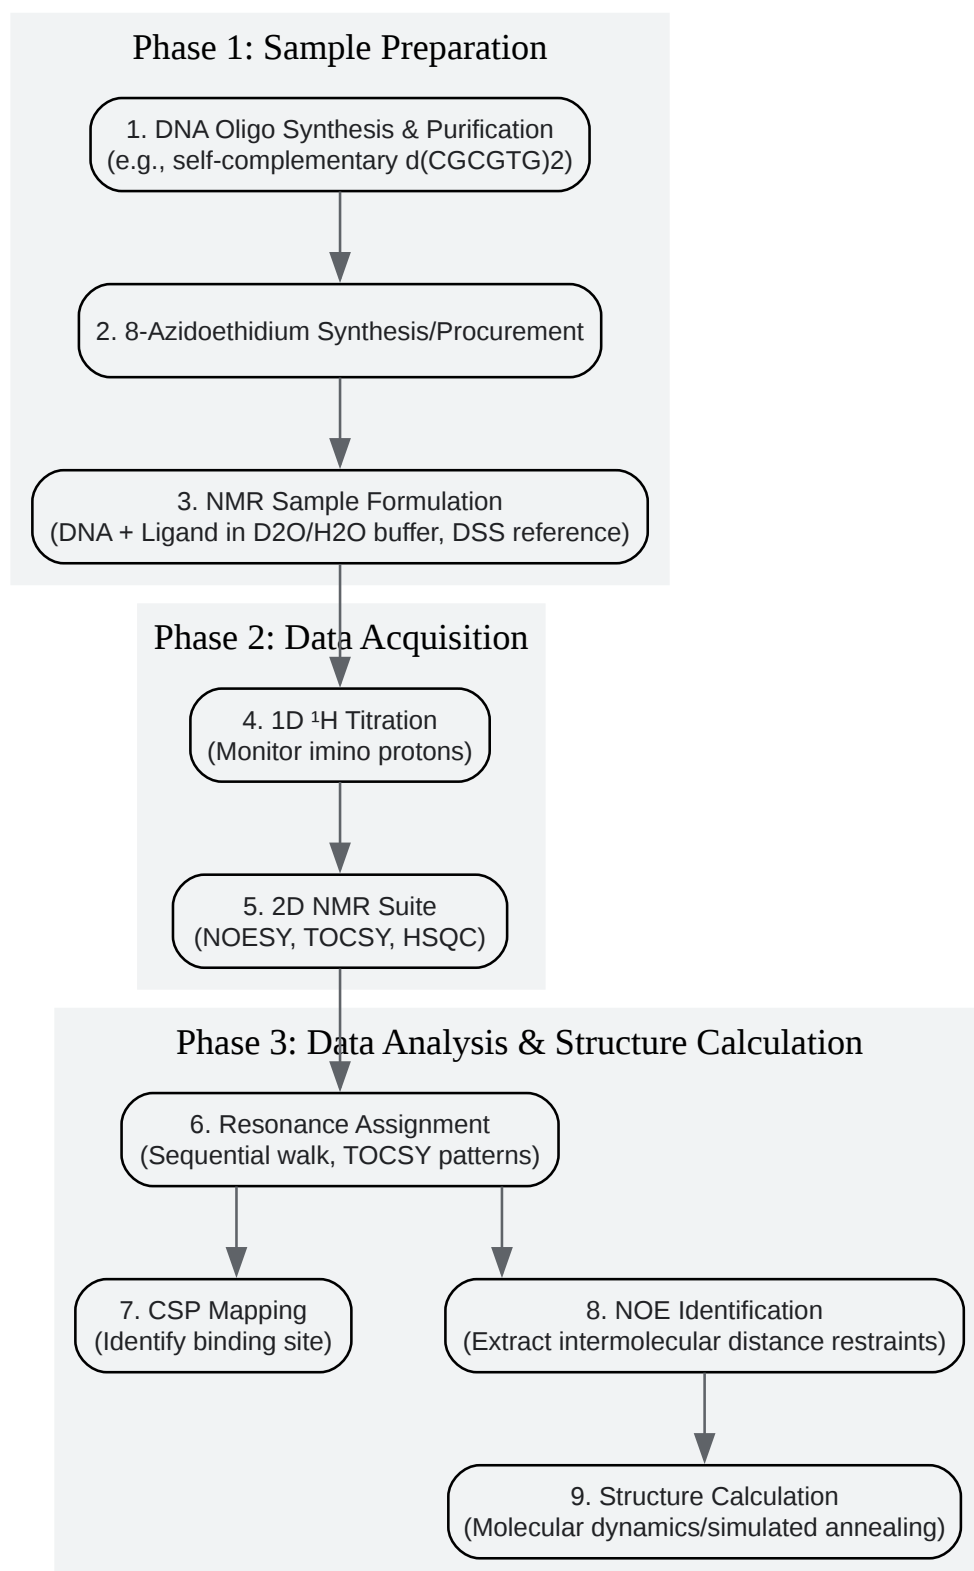 Phase 1: Sample Preparation
1. DNA Oligo Synthesis & Purification
(e.g., self-complementary d(CGCGTG)2)
2. 8-Azidoethidium Synthesis/Procurement
3. NMR Sample Formulation
(DNA + Ligand in D2O/H2O buffer, DSS reference)
Phase 2: Data Acquisition
4. 1D ¹H Titration
(Monitor imino protons)
5. 2D NMR Suite
(NOESY, TOCSY, HSQC)
Phase 3: Data Analysis & Structure Calculation
6. Resonance Assignment
(Sequential walk, TOCSY patterns)
7. CSP Mapping
(Identify binding site)
8. NOE Identification
(Extract intermolecular distance restraints)
9. Structure Calculation
(Molecular dynamics/simulated annealing)